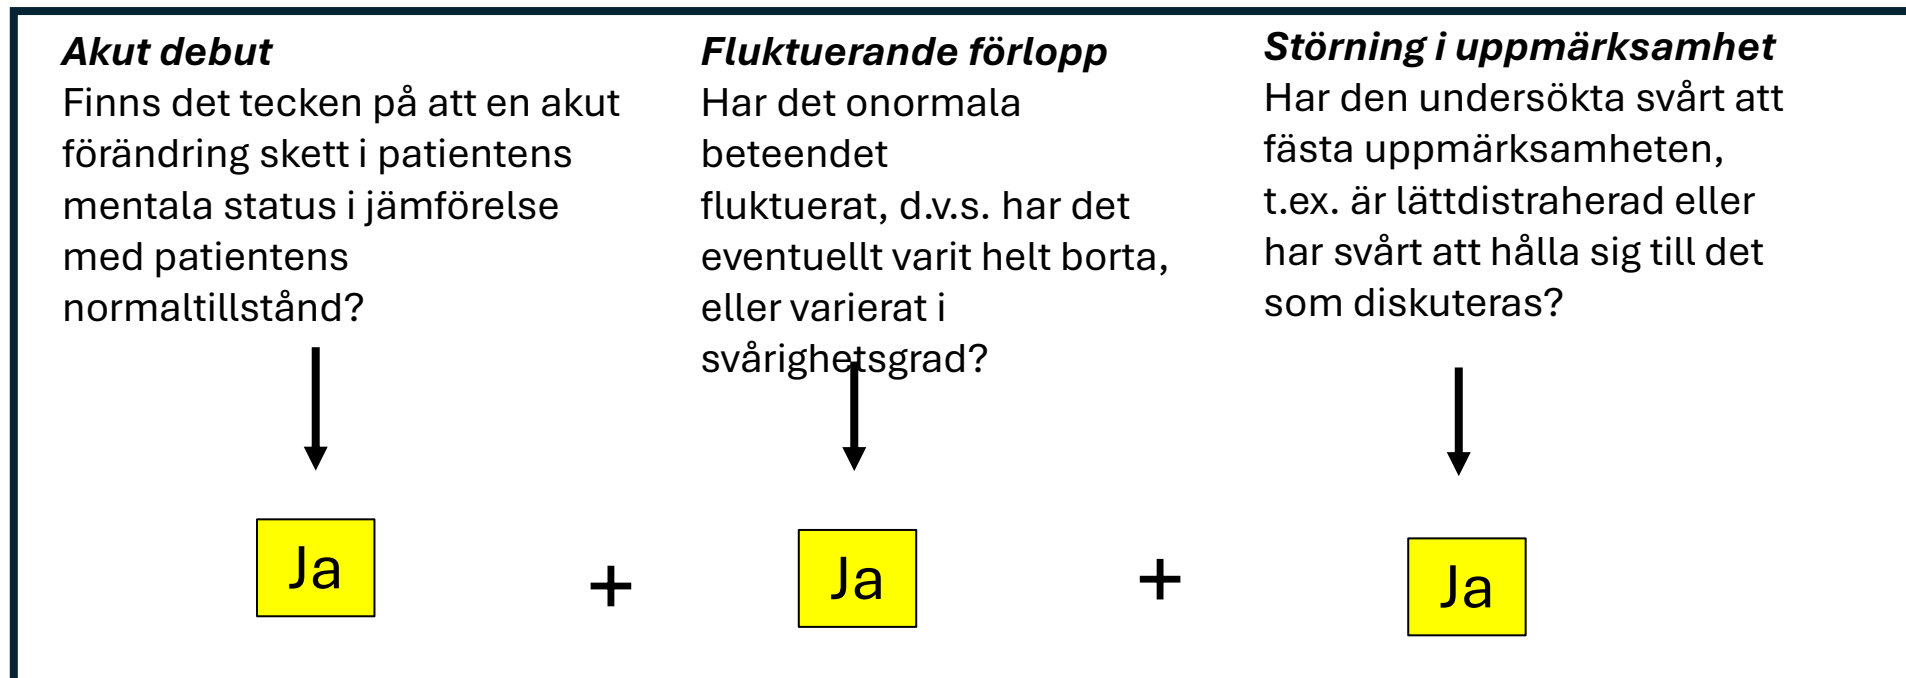 Akut debut
Finns det tecken på att en akut
förändring skett i patientens
mentala status i jämförelse
med patientens
normaltillstånd?
Ja
+
Fluktuerande förlopp
Har det onormala
beteendet
fluktuerat, d.v.s. har det
eventuellt varit helt borta,
eller varierat i
svårighetsgrad?
Ja
+
Störning i uppmärksamhet
Har den undersökta svårt att
fästa uppmärksamheten,
t.ex. är lättdistraherad eller
har svårt att hålla sig till det
som diskuteras?
Ja